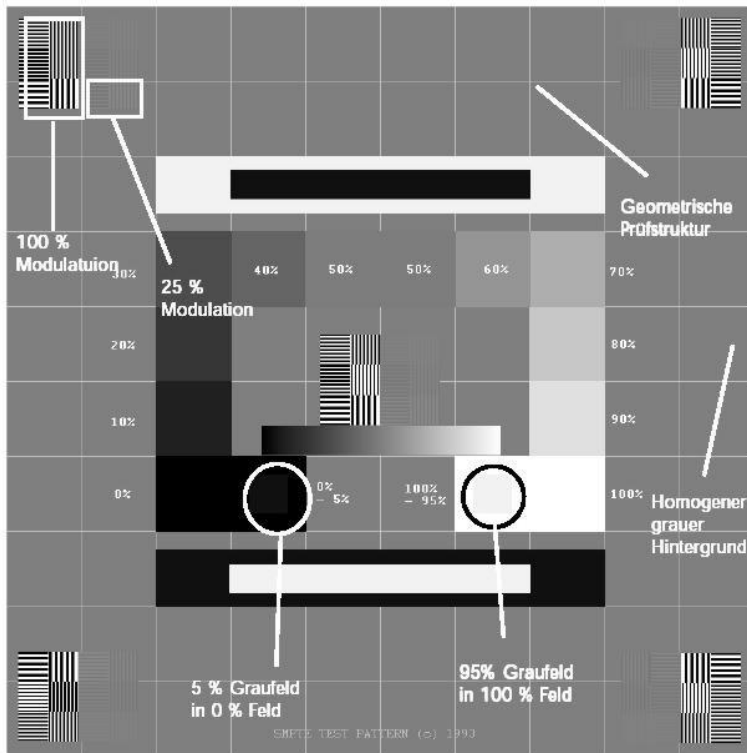 Geometrische
Prüfstruktur
100 %
Modulatuion
25 %
Modulation
30%
40%
50%
50%
60%
70%
20%
80%
10%
90%
0%
0%
– 5%
100%
– 95%
100%
Homogener
grauer
Hintergrund
5 % Graufeld
in 0 % Feld
95% Graufeld
in 100 % Feld
SMPTE TEST PATTERN (c) 1993